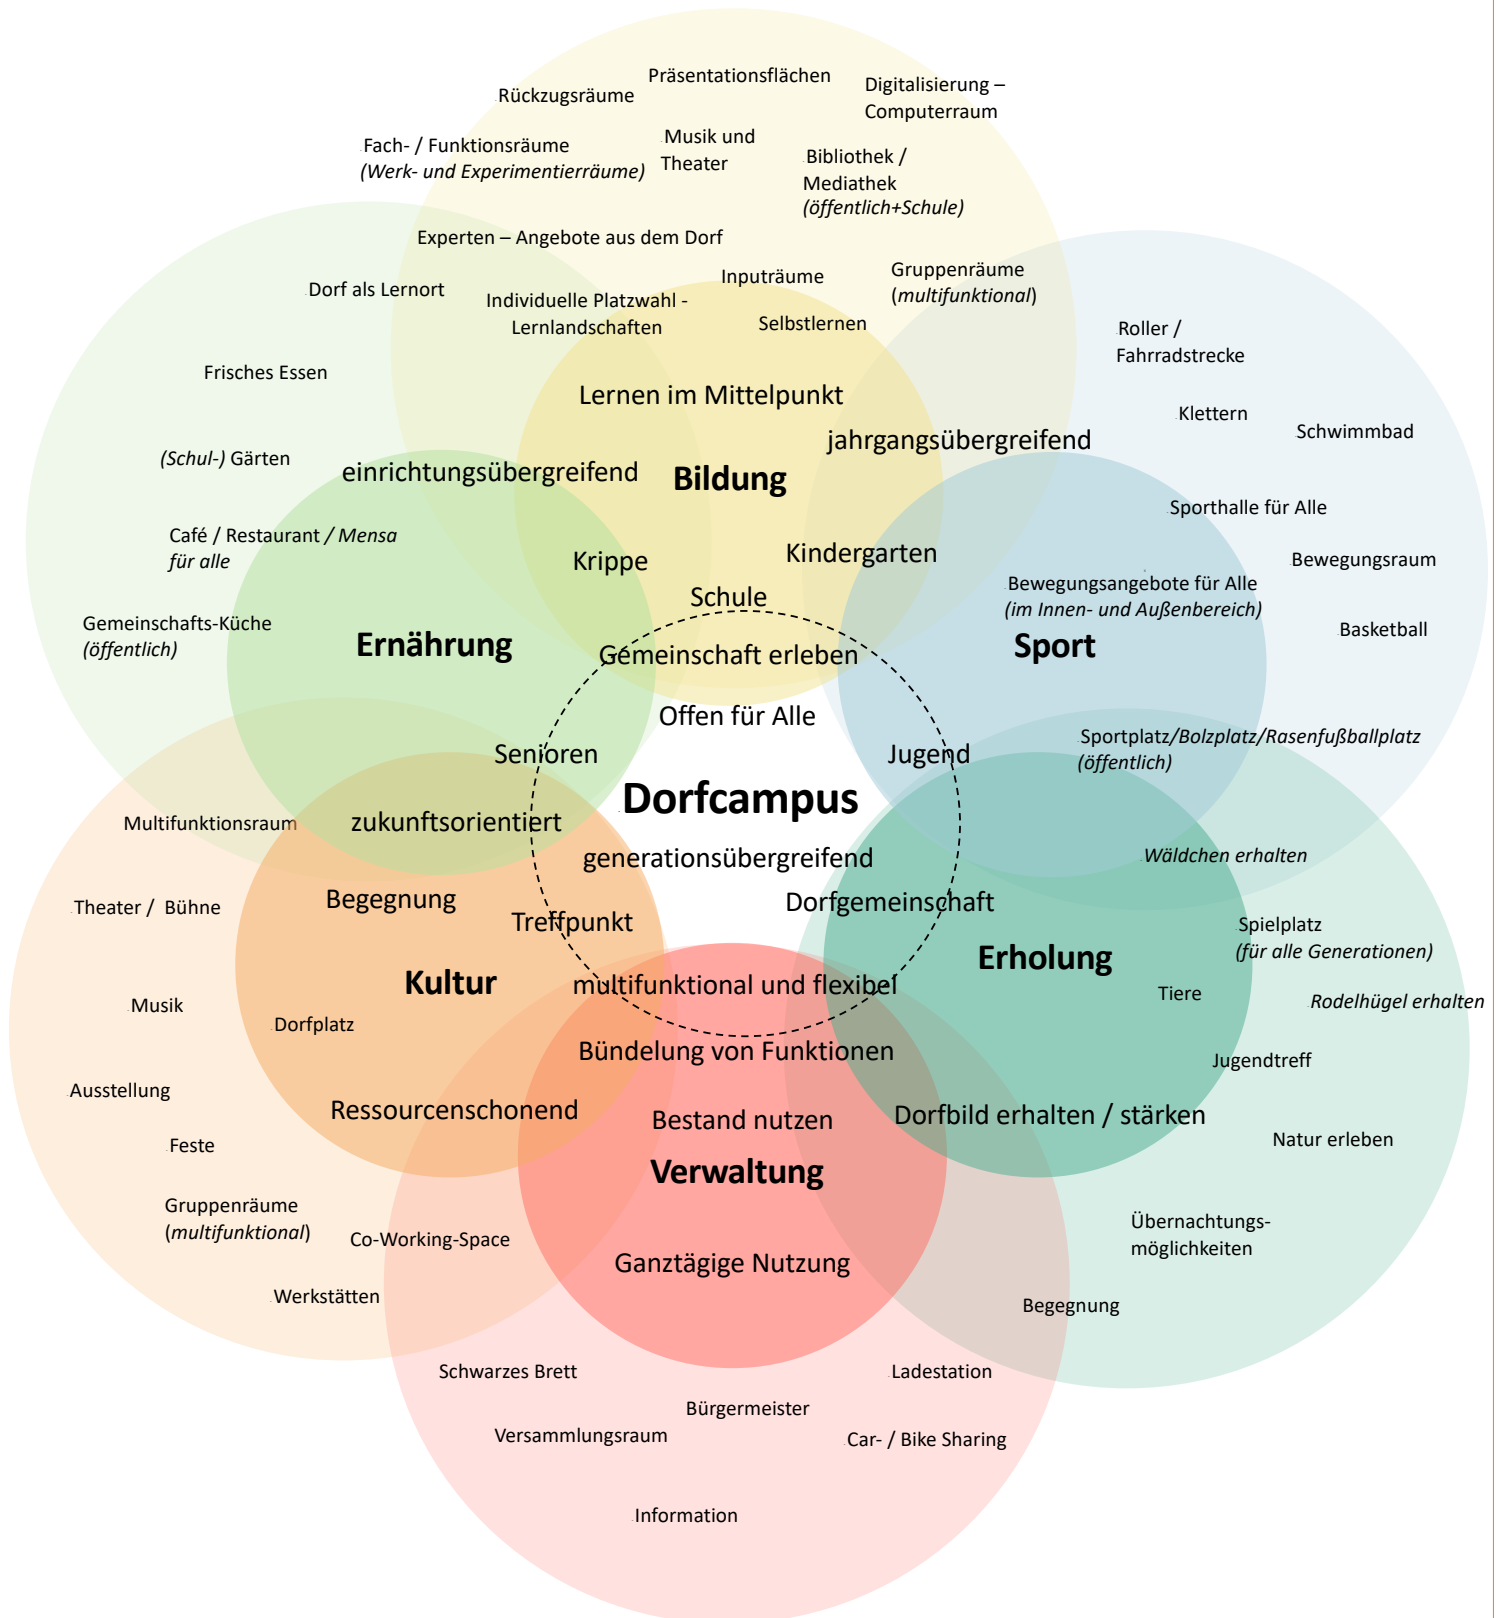 Präsentationsflächen
Rückzugsräume
Digitalisierung –
Computerraum
Fach- / Funktionsräume
(Werk- und Experimentierräume)
Musik und
Theater
Bibliothek /
Mediathek
(öffentlich+Schule)
Experten – Angebote aus dem Dorf
Inputräume
Gruppenräume
(multifunktional)
Dorf als Lernort
Individuelle Platzwahl -
Lernlandschaften
Selbstlernen
Roller /
Fahrradstrecke
Frisches Essen
Lernen im Mittelpunkt
Klettern
Schwimmbad
jahrgangsübergreifend
(Schul-) Gärten
einrichtungsübergreifend
Bildung
Sporthalle für Alle
Café / Restaurant / Mensa
für alle
Krippe
Kindergarten
Bewegungsraum
Bewegungsangebote für Alle
(im Innen- und Außenbereich)
Schule
Gemeinschafts-Küche
(öffentlich)
Ernährung
Gemeinschaft erleben
Sport
Basketball
Offen für Alle
Senioren
Jugend
Sportplatz/Bolzplatz/Rasenfußballplatz
(öffentlich)
Dorfcampus
Multifunktionsraum
zukunftsorientiert
generationsübergreifend
Wäldchen erhalten
Theater / Bühne
Begegnung
Treffpunkt
Dorfgemeinschaft
Spielplatz
(für alle Generationen)
Kultur
multifunktional und flexibel
Erholung
Tiere
Rodelhügel erhalten
Musik
Dorfplatz
Bündelung von Funktionen
Jugendtreff
Ausstellung
Ressourcenschonend
Bestand nutzen
Dorfbild erhalten / stärken
Feste
Natur erleben
Verwaltung
Gruppenräume
(multifunktional)
Co-Working-Space
Ganztägige Nutzung
Übernachtungs-
möglichkeiten
Werkstätten
Begegnung
Schwarzes Brett
Ladestation
Bürgermeister
Versammlungsraum
Car- / Bike Sharing
Information